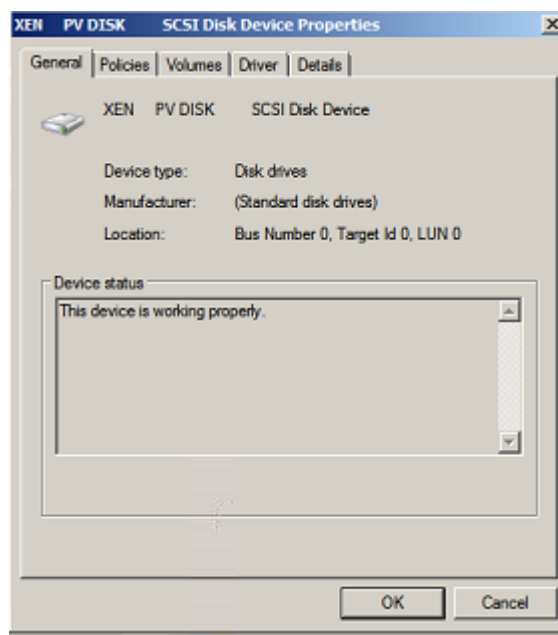 XEN PV DISK SCSI Disk Device Properties
General Policies Volumes Driver Details
XEN PV DISK SCSI Disk Device
Device type: Disk drives
Manufacturer: (Standard disk drives)
Location: Bus Number 0, Target Id 0, LUN 0
Device status
This device is working properly.
OK Cancel